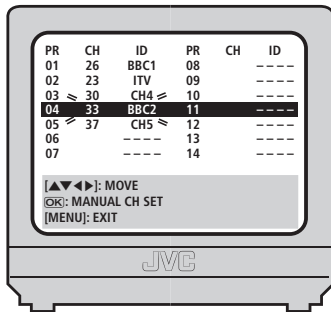 PR CH ID PR CH ID
01 26 BBC1 08 ----
02 23 ITV 09 ----
03 30 CH4 10 ----
04 33 BBC2 11 ----
05 37 CH5 12 ----
06 ---- 13 ----
07 ---- 14 ----
[▲▼◀▶]: MOVE
OK: MANUAL CH SET
[MENU]: EXIT
JVC